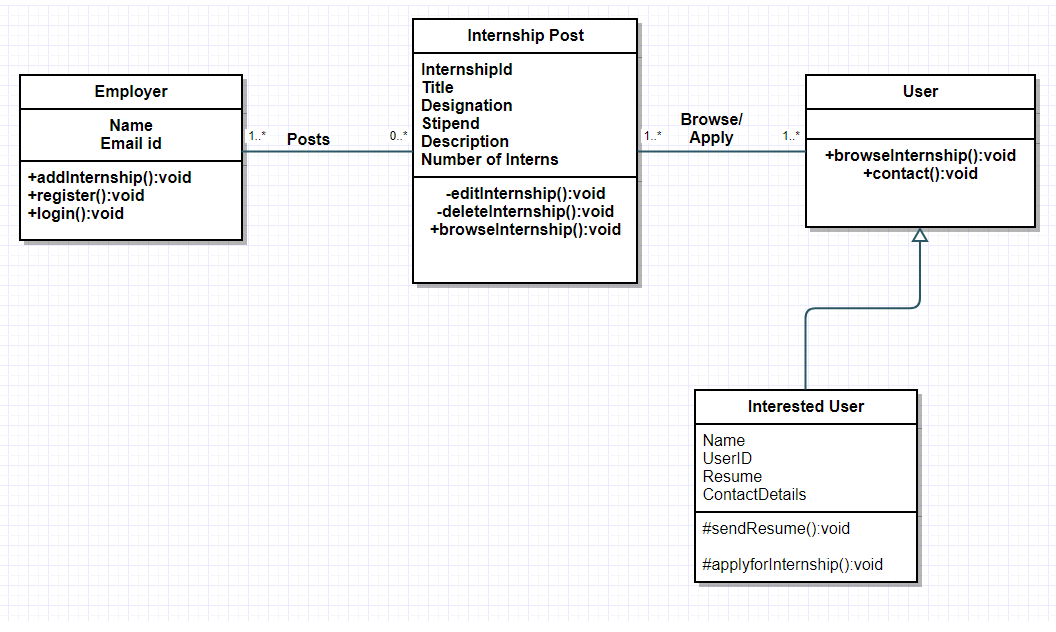 Employer
Name
Email id
+addInternship():void
+register():void
+login():void
1..*
Posts
0..*
Internship Post
InternshipId
Title
Designation
Stipend
Description
Number of Interns
-editInternship():void
-deleteInternship():void
+browseInternship():void
1..*
Browse/
Apply
1..*
User
+browseInternship():void
+contact():void
Interested User
Name
UserID
Resume
ContactDetails
#sendResume():void
#applyforInternship():void